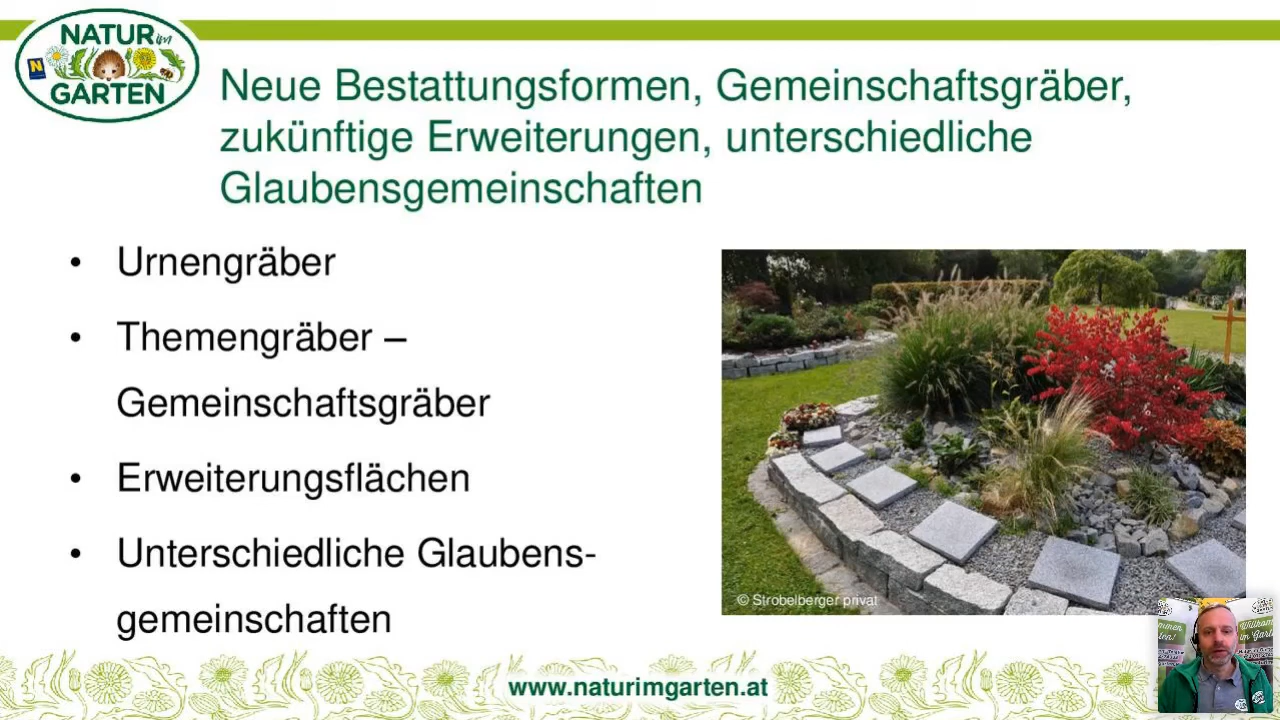 NATUR im
GARTEN
N
Neue Bestattungsformen, Gemeinschaftsgräber,
zukünftige Erweiterungen, unterschiedliche
Glaubensgemeinschaften
• Urnengräber
• Themengräber –
Gemeinschaftsgräber
• Erweiterungsflächen
• Unterschiedliche Glaubens-
gemeinschaften
© Strobelberger privat
www.naturimgarten.at